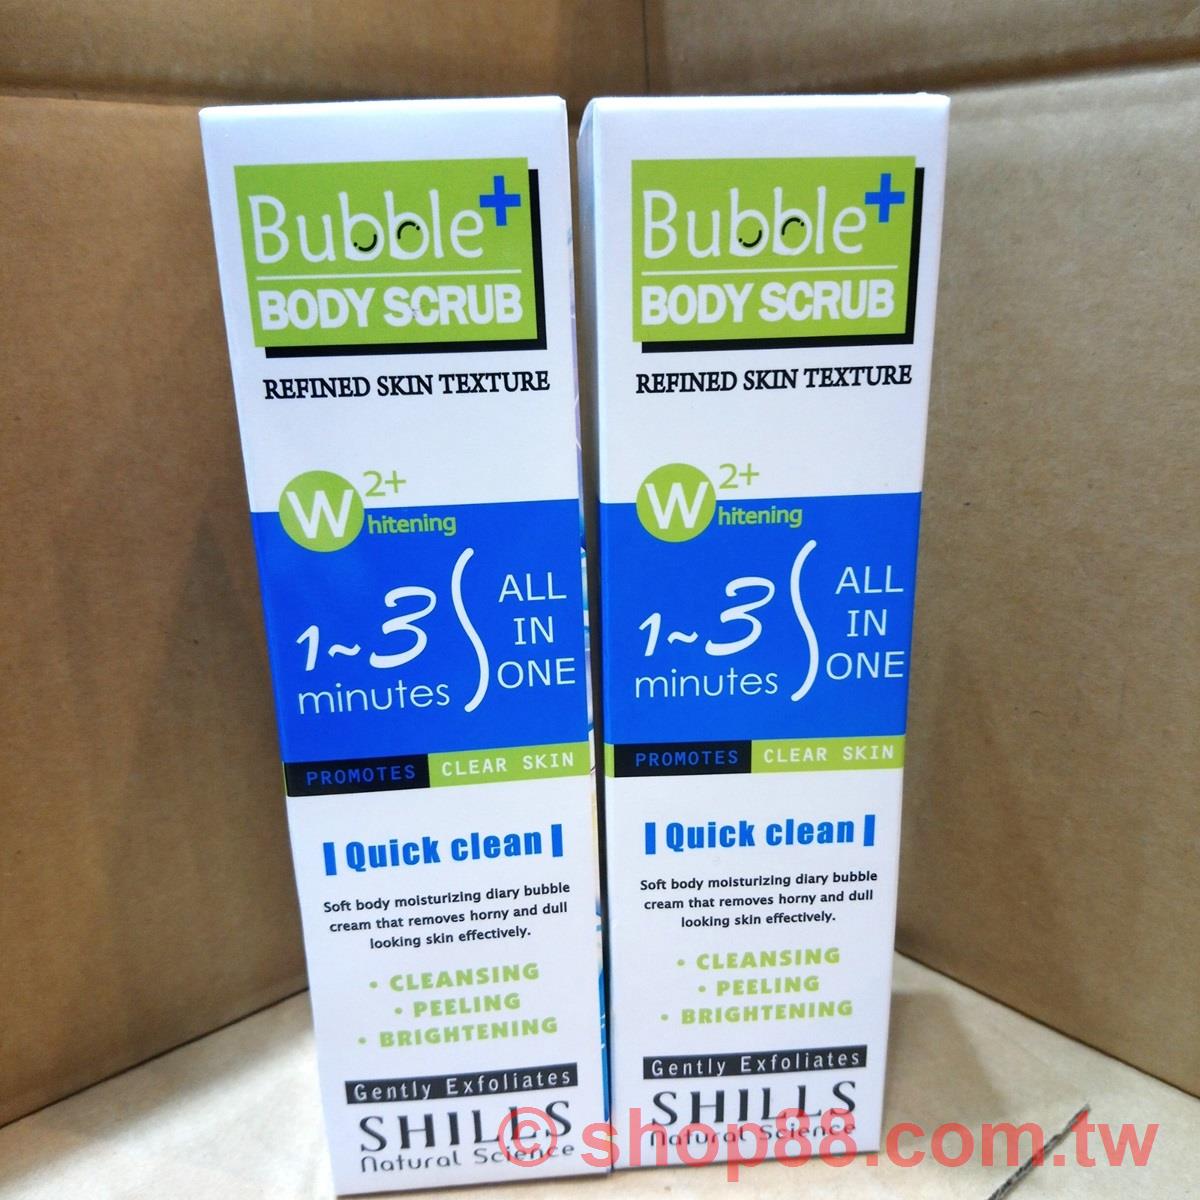 Bubble+
BODY SCRUB
REFINED SKIN TEXTURE
W2+
hitening
1~3
minutes
ALL
IN
ONE
PROMOTES CLEAR SKIN
Quick clean
Soft body moisturizing diary bubble
cream that removes horny and dull
looking skin effectively.
• CLEANSING
• PEELING
• BRIGHTENING
Gently Exfoliates
SHILLS
Natural Science
Bubble+
BODY SCRUB
REFINED SKIN TEXTURE
W2+
hitening
1~3
minutes
ALL
IN
ONE
PROMOTES CLEAR SKIN
Quick clean
Soft body moisturizing diary bubble
cream that removes horny and dull
looking skin effectively.
• CLEANSING
• PEELING
• BRIGHTENING
Gently Exfoliates
SHILLS
Natural Science
© shop88.com.tw